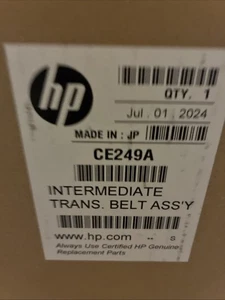 hp
QTY. 1
Jul. 01. 2024
MADE IN : JP
CE249A
INTERMEDIATE
TRANS. BELT ASS'Y
www.hp.com
Always Use Certified HP Genuine
Replacement Parts